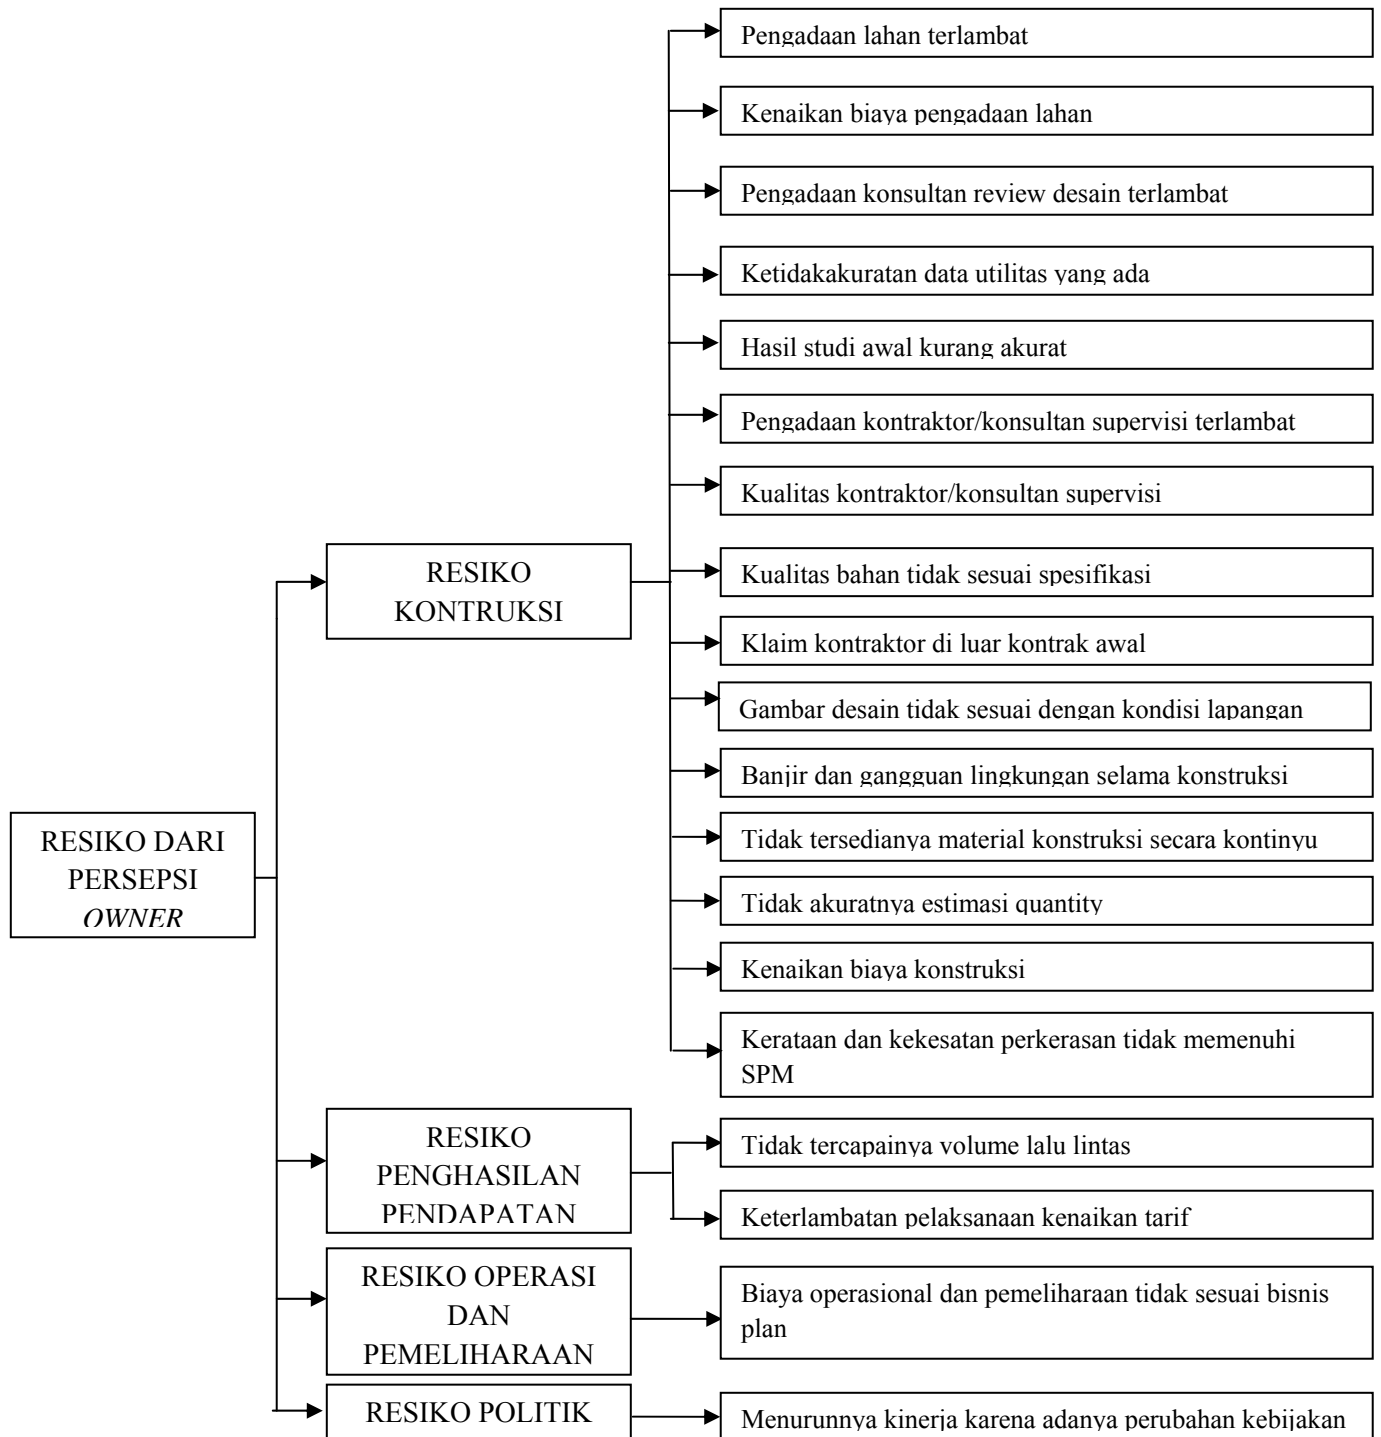 RESIKO DARI
PERSEPSI
OWNER
RESIKO
KONTRUKSI
Pengadaan lahan terlambat
Kenaikan biaya pengadaan lahan
Pengadaan konsultan review desain terlambat
Ketidakakuratan data utilitas yang ada
Hasil studi awal kurang akurat
Pengadaan kontraktor/konsultan supervisi terlambat
Kualitas kontraktor/konsultan supervisi
Kualitas bahan tidak sesuai spesifikasi
Klaim kontraktor di luar kontrak awal
Gambar desain tidak sesuai dengan kondisi lapangan
Banjir dan gangguan lingkungan selama konstruksi
Tidak tersedianya material konstruksi secara kontinyu
Tidak akuratnya estimasi quantity
Kenaikan biaya konstruksi
Kerataan dan kekesatan perkerasan tidak memenuhi
SPM
RESIKO
PENGHASILAN
PENDAPATAN
Tidak tercapainya volume lalu lintas
Keterlambatan pelaksanaan kenaikan tarif
RESIKO OPERASI
DAN
PEMELIHARAAN
Biaya operasional dan pemeliharaan tidak sesuai bisnis
plan
RESIKO POLITIK
Menurunnya kinerja karena adanya perubahan kebijakan